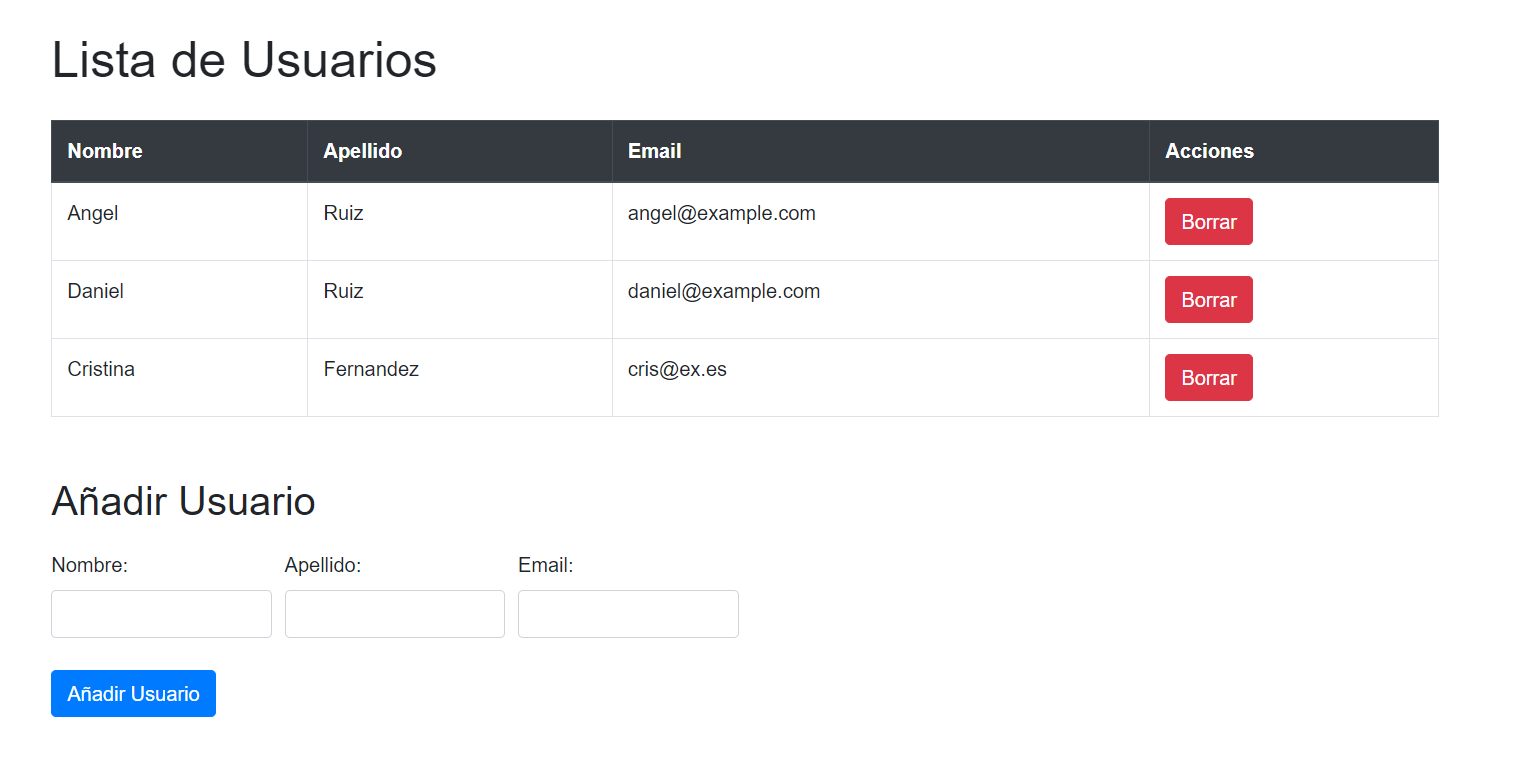 Lista de Usuarios
Nombre Apellido Email Acciones
Angel Ruiz angel@example.com Borrar
Daniel Ruiz daniel@example.com Borrar
Cristina Fernandez cris@ex.es Borrar
Añadir Usuario
Nombre: Apellido: Email:
Añadir Usuario